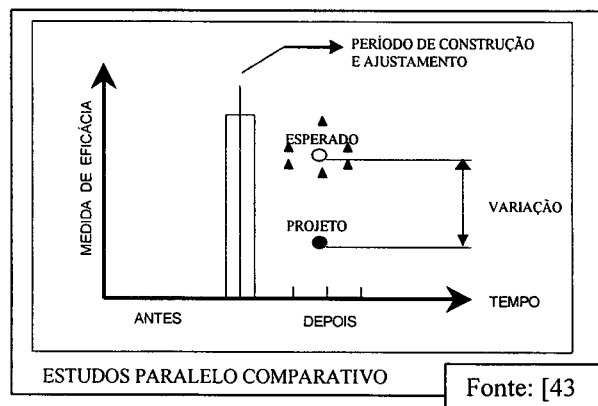 PERÍODO DE CONSTRUÇÃO
E AJUSTAMENTO
MEDIDA DE EFICÁCIA
ESPERADO
PROJETO
VARIAÇÃO
TEMPO
ANTES
DEPOIS
ESTUDOS PARALELO COMPARATIVO
Fonte: [43